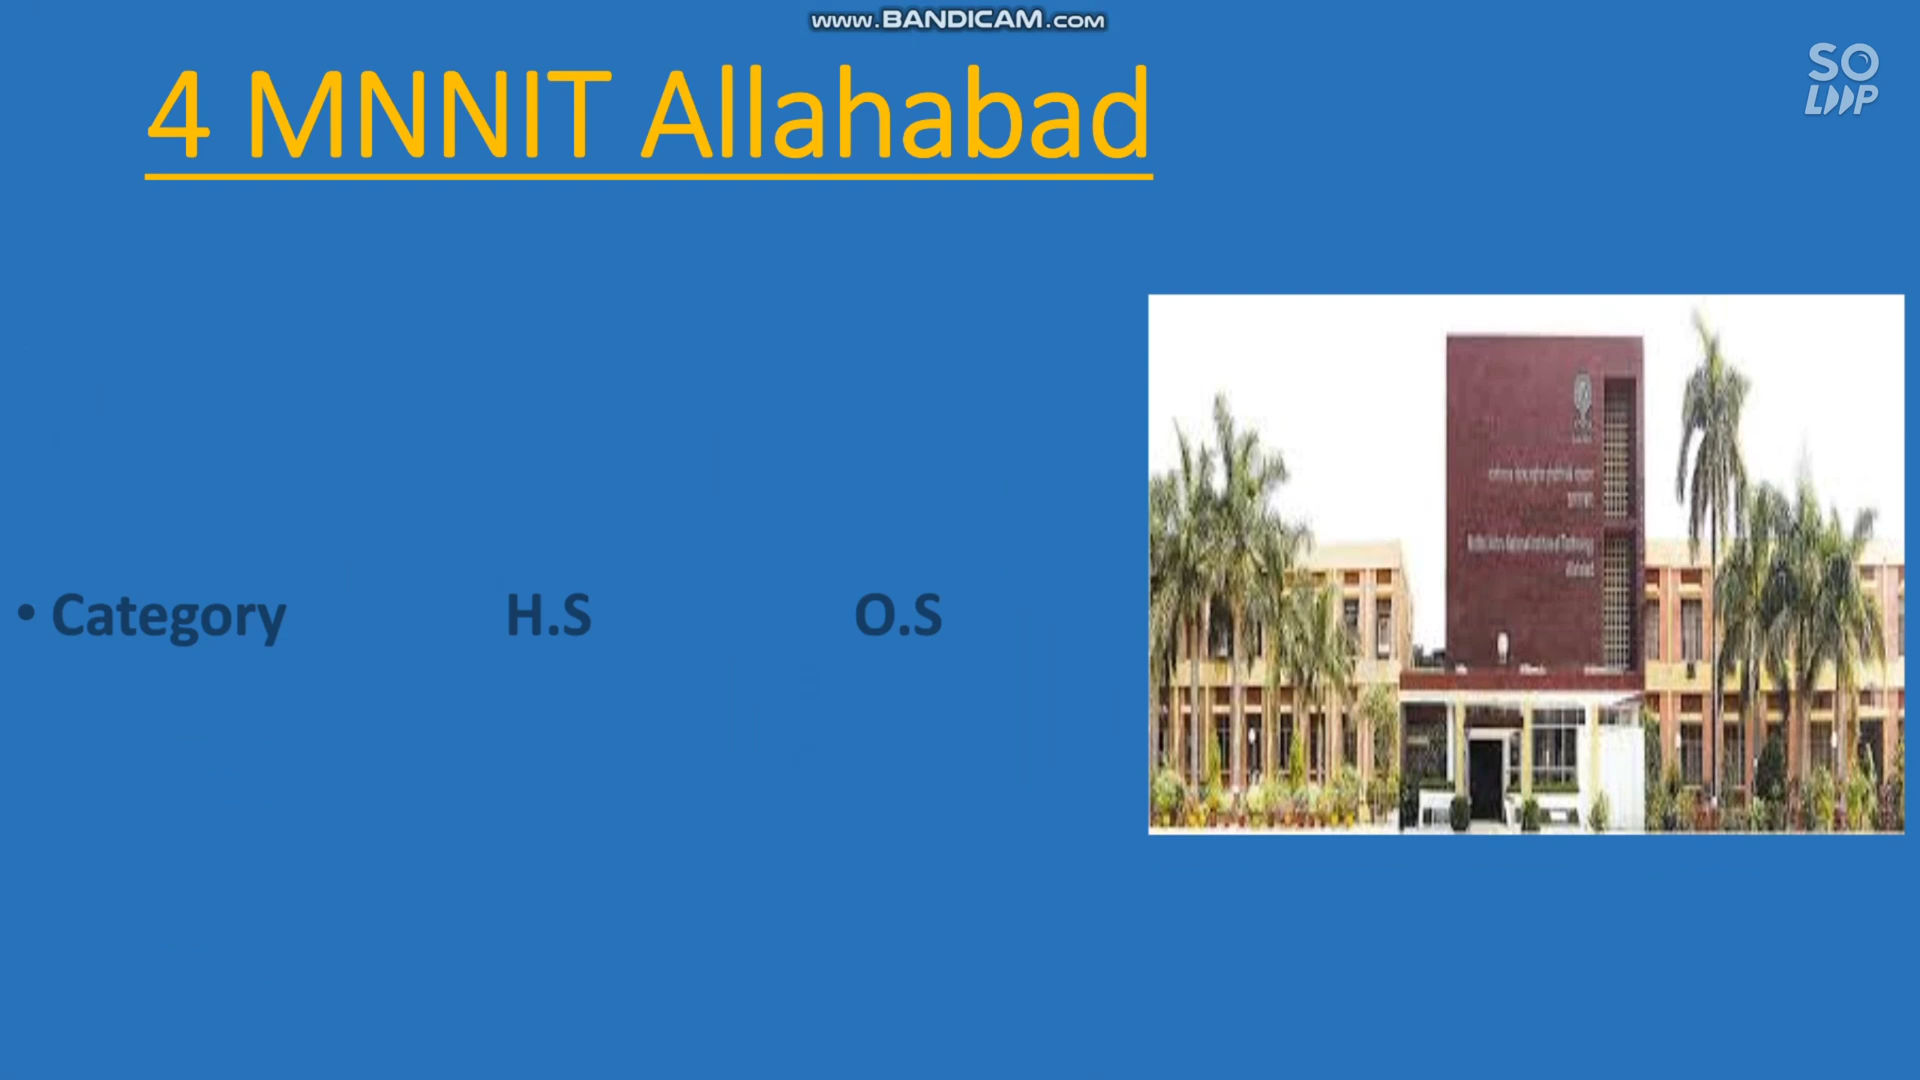 www.BANDICAM.com
SO
LOOP
4 MNNIT Allahabad
• Category H.S O.S